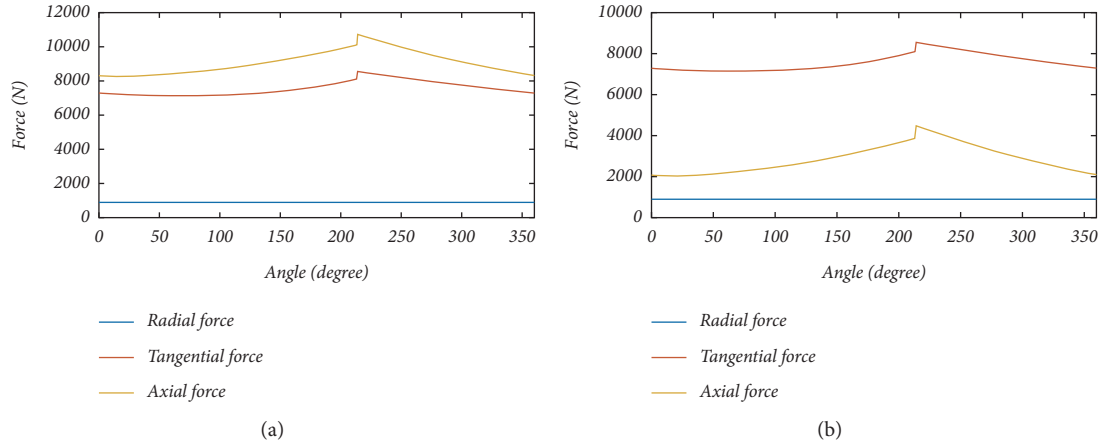 12000
10000
8000
6000
4000
2000
0
Force (N)
0 50 100 150 200 250 300 350
Angle (degree)
Radial force
Tangential force
Axial force
(a)
10000
8000
6000
4000
2000
0
Force (N)
0 50 100 150 200 250 300 350
Angle (degree)
Radial force
Tangential force
Axial force
(b)